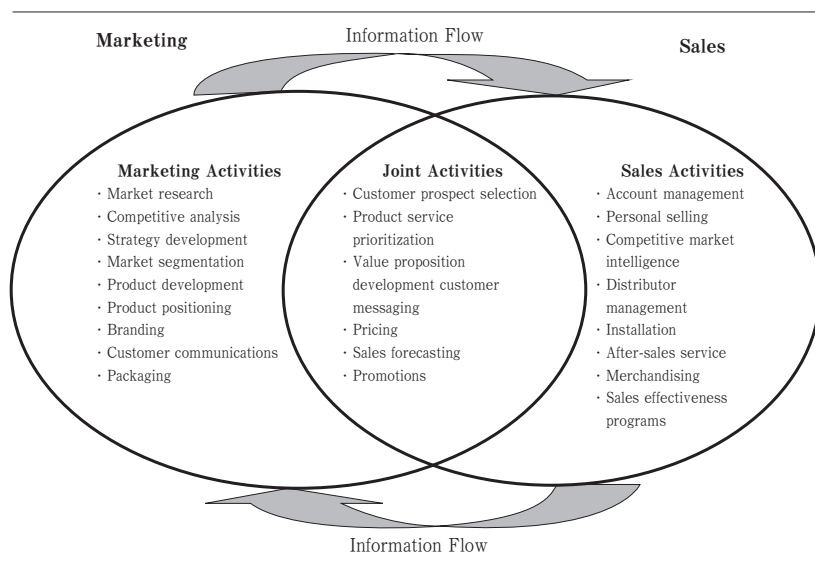 Information Flow
Marketing
Sales
Marketing Activities
· Market research
· Competitive analysis
· Strategy development
· Market segmentation
· Product development
· Product positioning
· Branding
· Customer communications
· Packaging
Joint Activities
· Customer prospect selection
· Product service
prioritization
· Value proposition
development customer
messaging
· Pricing
· Sales forecasting
· Promotions
Sales Activities
· Account management
· Personal selling
· Competitive market
intelligence
· Distributor
management
· Installation
· After-sales service
· Merchandising
· Sales effectiveness
programs
Information Flow